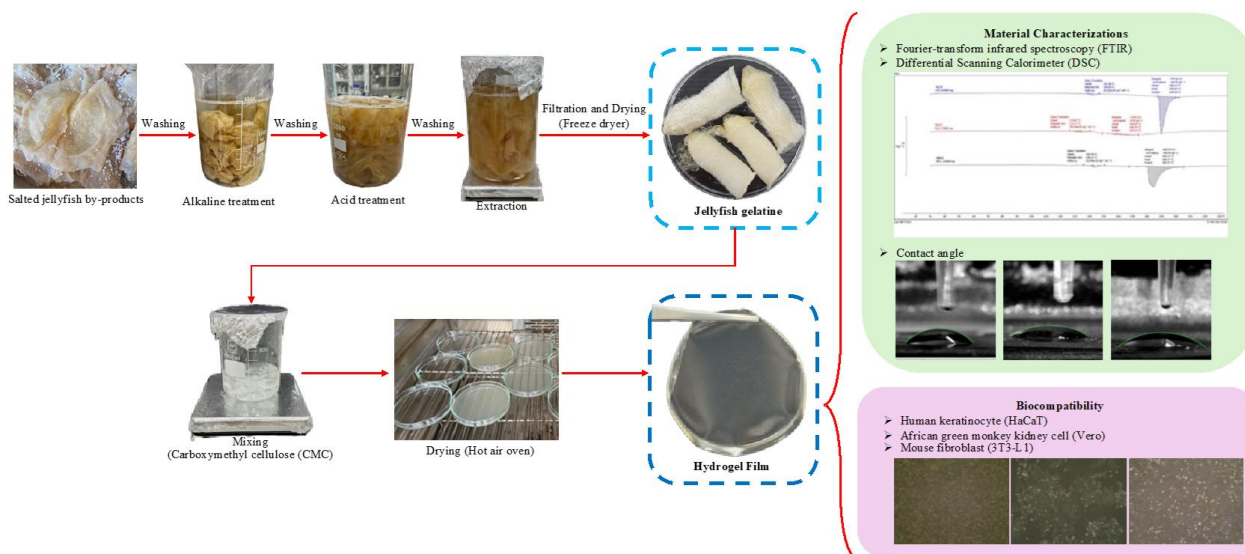 Salted jellyfish by-products
Washing
Alkaline treatment
Washing
Acid treatment
Washing
Extraction
Filtration and Drying
(Freeze dryer)
Jellyfish gelatine
Mixing
(Carboxymethyl cellulose (CMC)
Drying (Hot air oven)
Hydrogel Film
Material Characterizations
➤ Fourier-transform infrared spectroscopy (FTIR)
➤ Differential Scanning Calorimeter (DSC)
➤ Contact angle
Biocompatibility
➤ Human keratinocyte (HaCaT)
➤ African green monkey kidney cell (Vero)
➤ Mouse fibroblast (3T3-L1)